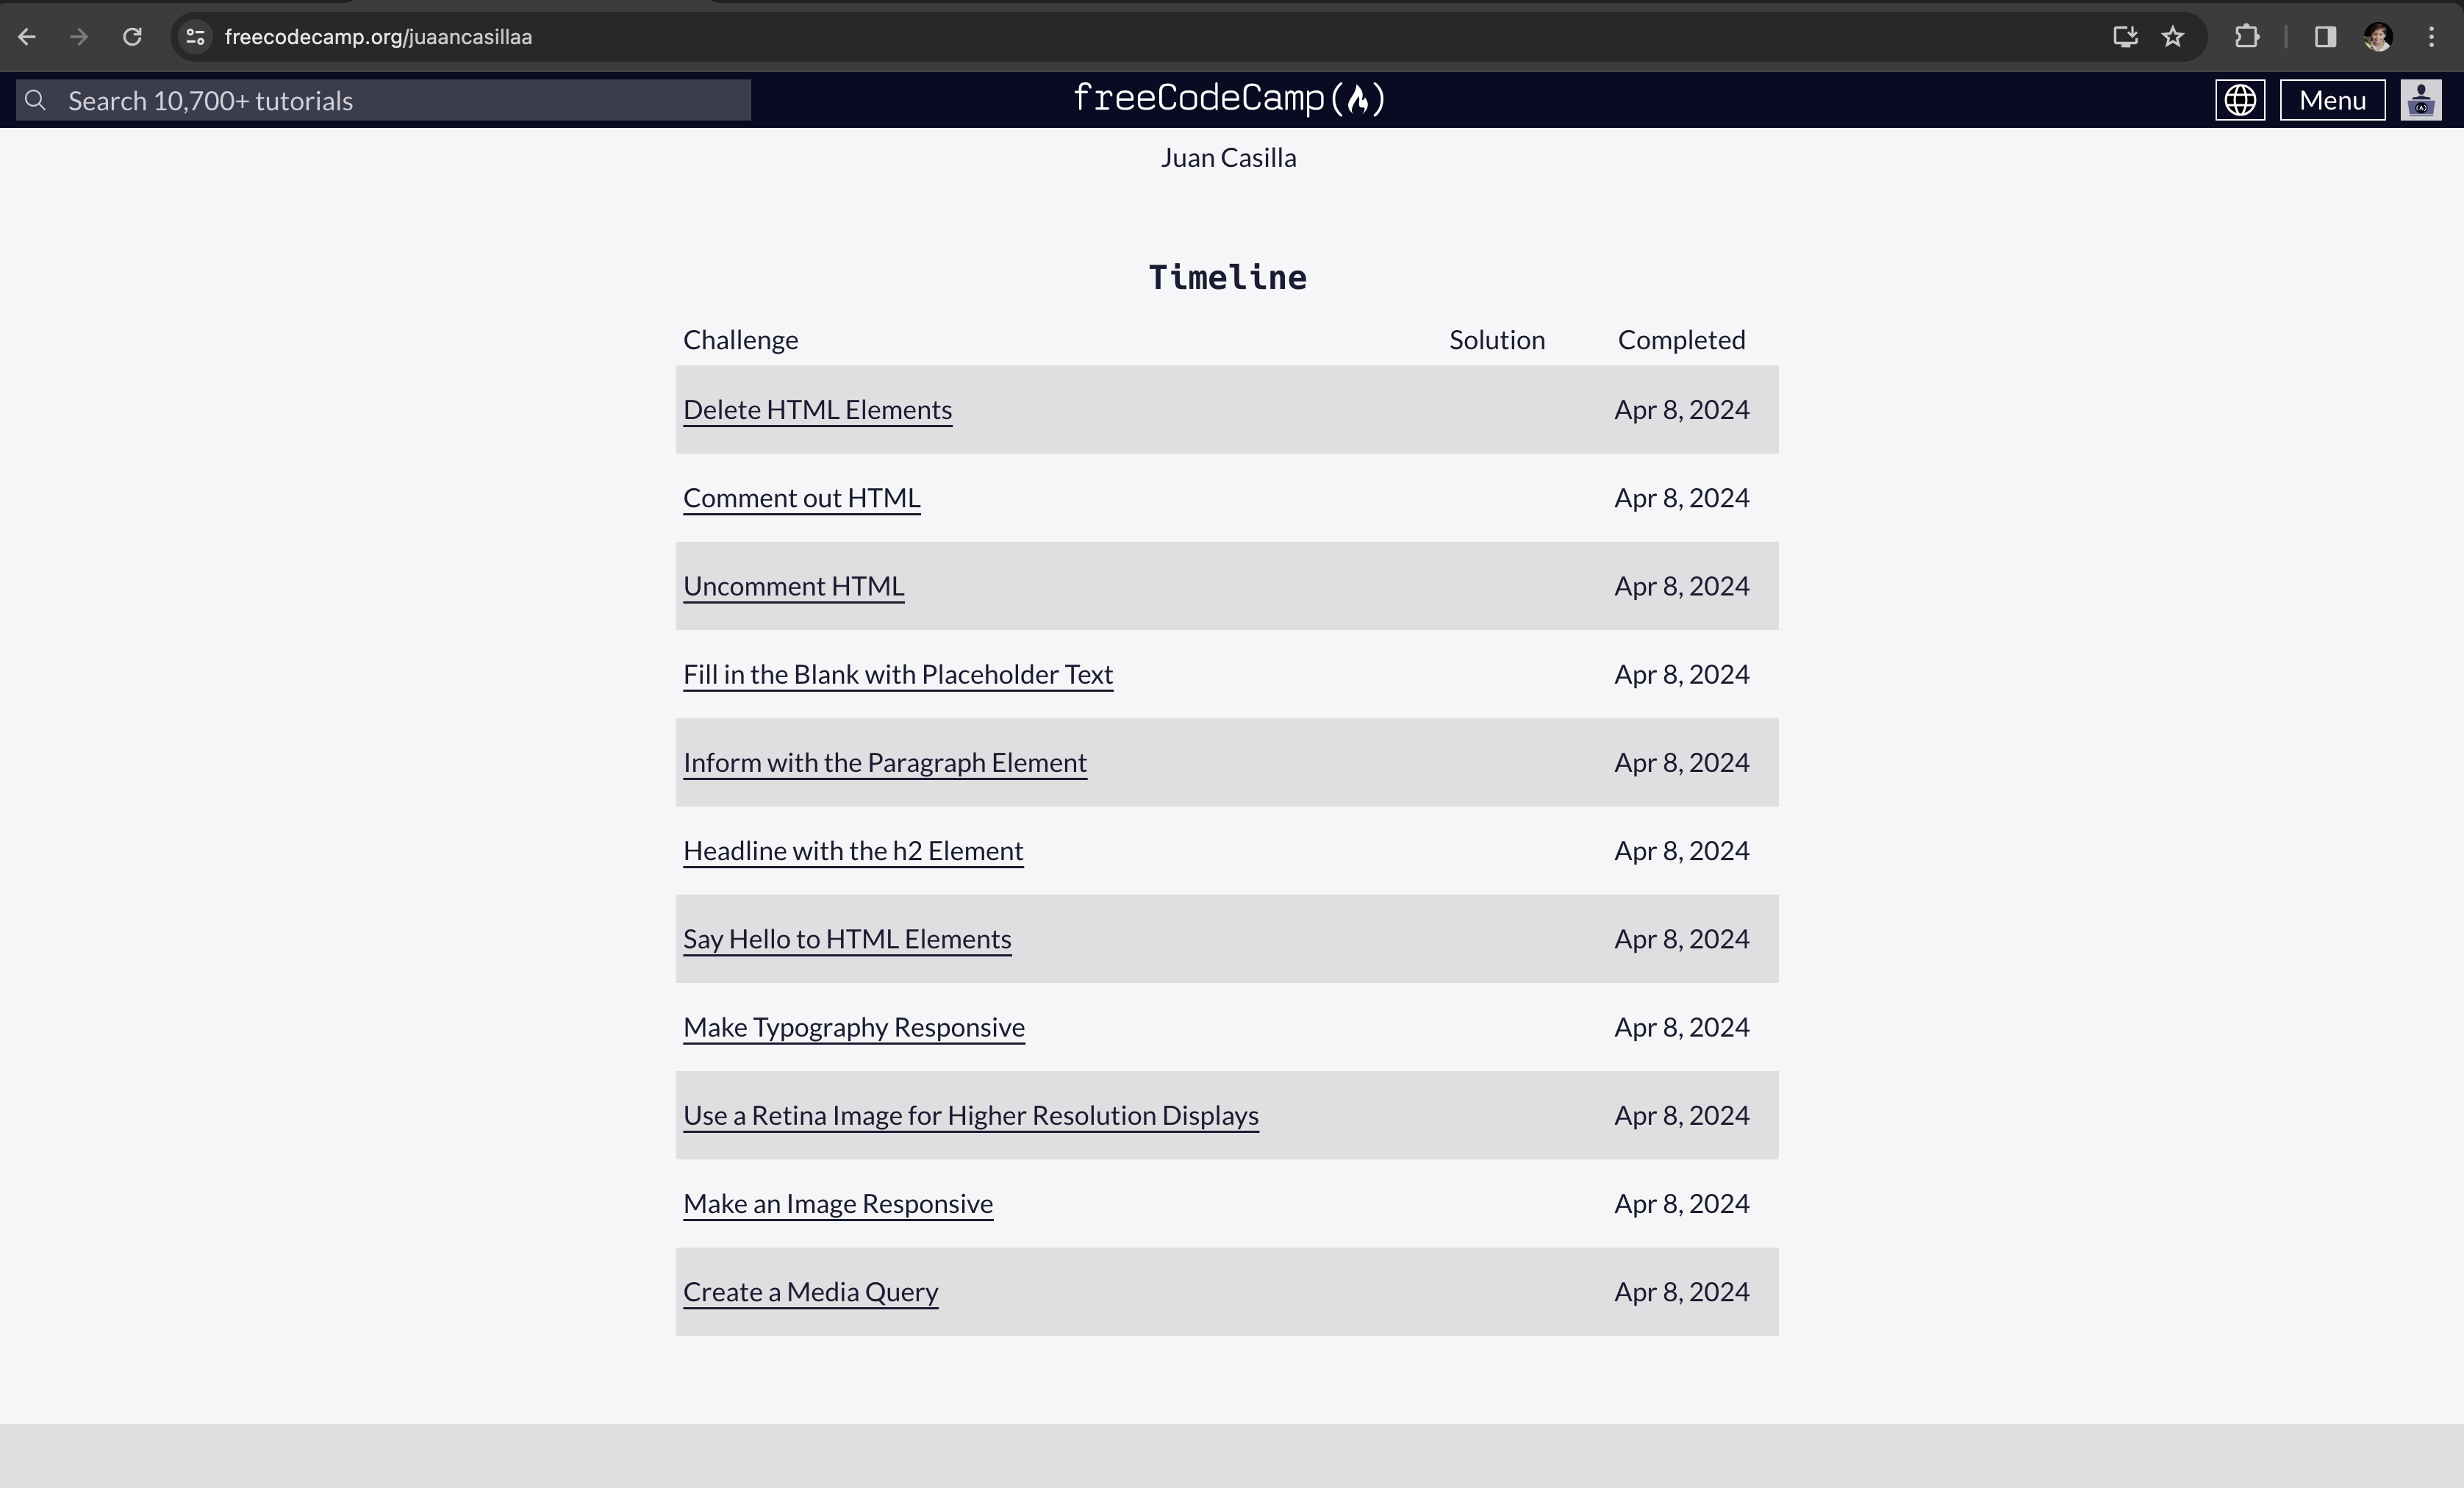 freecodecamp.org/juaancasillaa
Search 10,700+ tutorials
freeCodeCamp(🔥)
Menu
Juan Casilla
Timeline
Challenge Solution Completed
Delete HTML Elements Apr 8, 2024
Comment out HTML Apr 8, 2024
Uncomment HTML Apr 8, 2024
Fill in the Blank with Placeholder Text Apr 8, 2024
Inform with the Paragraph Element Apr 8, 2024
Headline with the h2 Element Apr 8, 2024
Say Hello to HTML Elements Apr 8, 2024
Make Typography Responsive Apr 8, 2024
Use a Retina Image for Higher Resolution Displays Apr 8, 2024
Make an Image Responsive Apr 8, 2024
Create a Media Query Apr 8, 2024